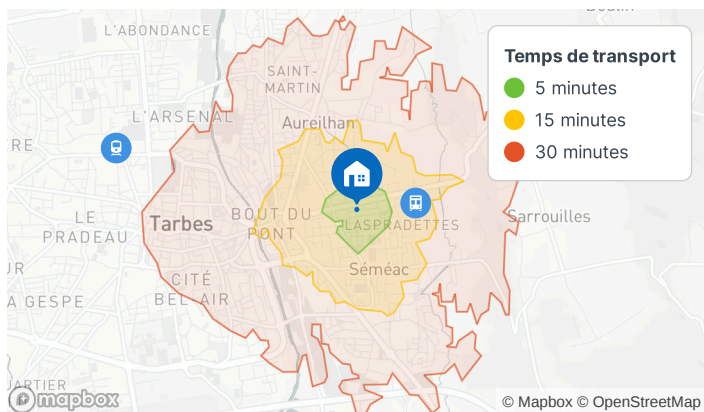 L'ABONDANCE
Temps de transport
5 minutes
15 minutes
30 minutes
SAINT-
MARTIN
L'ARSENAL
Aureilhan
LE
PRADEAU
Tarbes
BOUT DU
PONT
LASPRADETTES
Sarrouilles
Séméac
CITÉ
BEL-AIR
A GESPE
mapbox
© Mapbox © OpenStreetMap